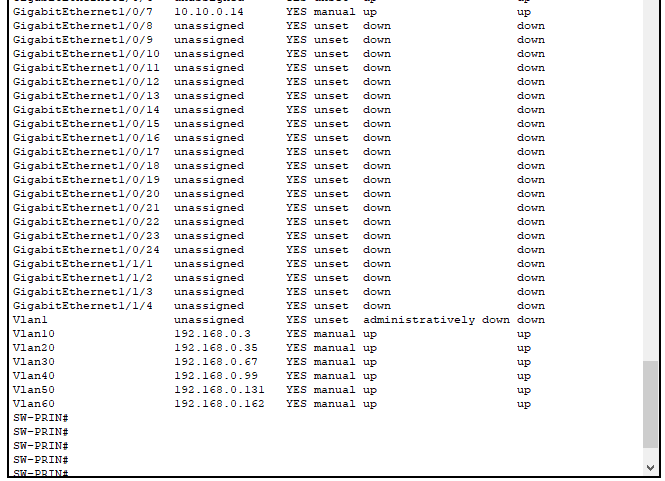 GigabitEthernet1/0/7 10.10.0.14 YES manual up up
GigabitEthernet1/0/8 unassigned YES unset down down
GigabitEthernet1/0/9 unassigned YES unset down down
GigabitEthernet1/0/10 unassigned YES unset down down
GigabitEthernet1/0/11 unassigned YES unset down down
GigabitEthernet1/0/12 unassigned YES unset down down
GigabitEthernet1/0/13 unassigned YES unset down down
GigabitEthernet1/0/14 unassigned YES unset down down
GigabitEthernet1/0/15 unassigned YES unset down down
GigabitEthernet1/0/16 unassigned YES unset down down
GigabitEthernet1/0/17 unassigned YES unset down down
GigabitEthernet1/0/18 unassigned YES unset down down
GigabitEthernet1/0/19 unassigned YES unset down down
GigabitEthernet1/0/20 unassigned YES unset down down
GigabitEthernet1/0/21 unassigned YES unset down down
GigabitEthernet1/0/22 unassigned YES unset down down
GigabitEthernet1/0/23 unassigned YES unset down down
GigabitEthernet1/0/24 unassigned YES unset down down
GigabitEthernet1/1/1 unassigned YES unset down down
GigabitEthernet1/1/2 unassigned YES unset down down
GigabitEthernet1/1/3 unassigned YES unset down down
GigabitEthernet1/1/4 unassigned YES unset down down
Vlan1 unassigned YES unset administratively down down
Vlan10 192.168.0.3 YES manual up up
Vlan20 192.168.0.35 YES manual up up
Vlan30 192.168.0.67 YES manual up up
Vlan40 192.168.0.99 YES manual up up
Vlan50 192.168.0.131 YES manual up up
Vlan60 192.168.0.162 YES manual up up
SW-PRIN#
SW-PRIN#
SW-PRIN#
SW-PRIN#
SW-PRIN#